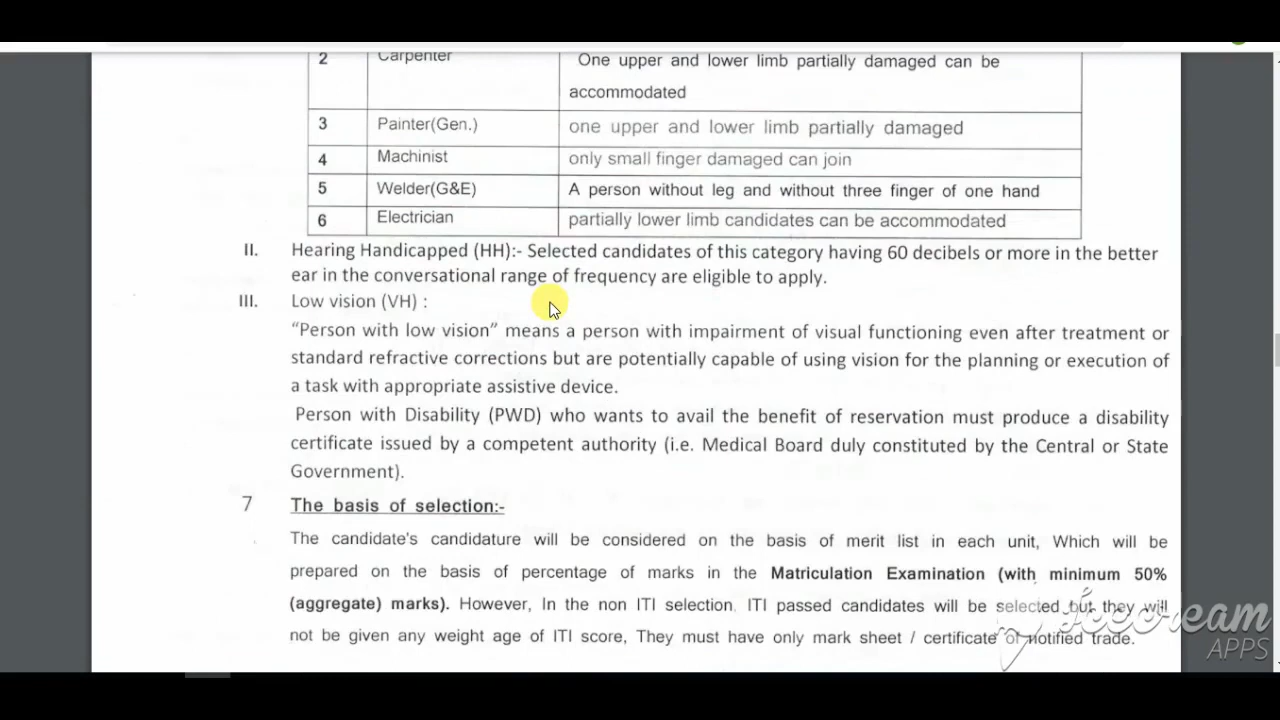 2 Carpenter One upper and lower limb partially damaged can be
accommodated
3 Painter(Gen.) one upper and lower limb partially damaged
4 Machinist only small finger damaged can join
5 Welder(G&E) A person without leg and without three finger of one hand
6 Electrician partially lower limb candidates can be accommodated
II. Hearing Handicapped (HH):- Selected candidates of this category having 60 decibels or more in the better
ear in the conversational range of frequency are eligible to apply.
III. Low vision (VH) :
“Person with low vision” means a person with impairment of visual functioning even after treatment or
standard refractive corrections but are potentially capable of using vision for the planning or execution of
a task with appropriate assistive device.
Person with Disability (PWD) who wants to avail the benefit of reservation must produce a disability
certificate issued by a competent authority (i.e. Medical Board duly constituted by the Central or State
Government).
7 The basis of selection:-
The candidate's candidature will be considered on the basis of merit list in each unit, Which will be
prepared on the basis of percentage of marks in the Matriculation Examination (with minimum 50%
(aggregate) marks). However, In the non ITI selection, ITI passed candidates will be selected but they will
not be given any weight age of ITI score, They must have only mark sheet / certificate of notified trade.
Icecream
APPS